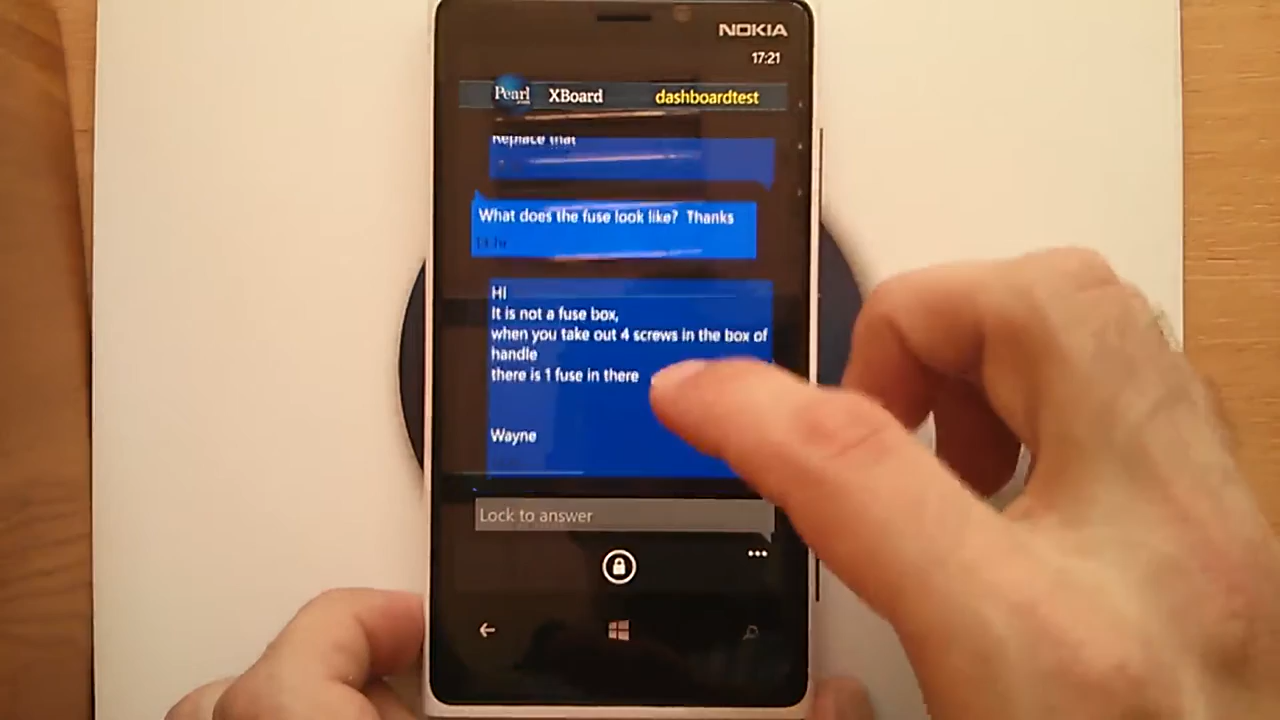 NOKIA
17:21
Pearl XBoard dashboardtest
Replace that
What does the fuse look like? Thanks
HI
It is not a fuse box,
when you take out 4 screws in the box of
handle
there is 1 fuse in there
Wayne
Lock to answer